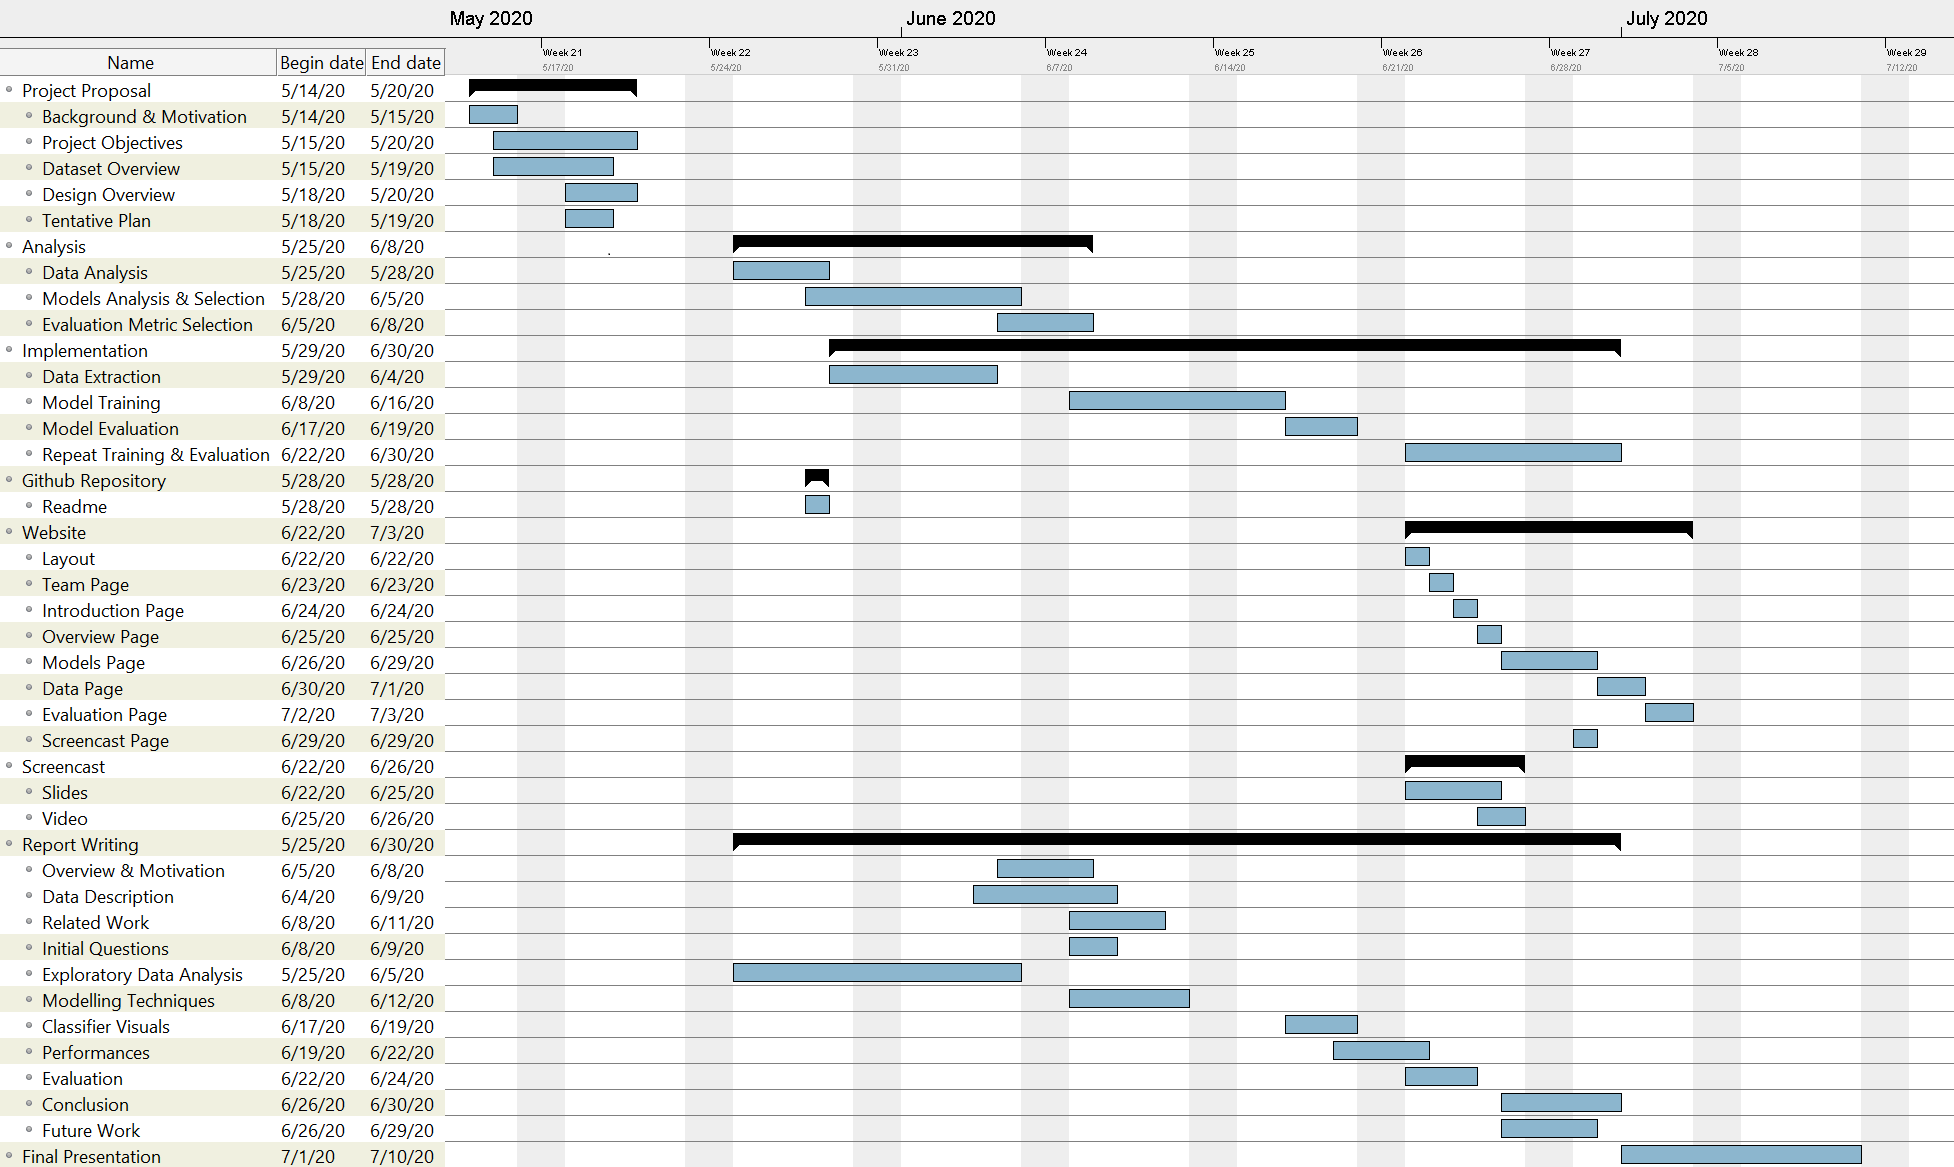 May 2020 June 2020 July 2020
Week 21 Week 22 Week 23 Week 24 Week 25 Week 26 Week 27 Week 28 Week 29
5/17/20 5/24/20 5/31/20 6/7/20 6/14/20 6/21/20 6/28/20 7/5/20 7/12/20
Name Begin date End date
Project Proposal 5/14/20 5/20/20
Background & Motivation 5/14/20 5/15/20
Project Objectives 5/15/20 5/20/20
Dataset Overview 5/15/20 5/19/20
Design Overview 5/18/20 5/20/20
Tentative Plan 5/18/20 5/19/20
Analysis 5/25/20 6/8/20
Data Analysis 5/25/20 5/28/20
Models Analysis & Selection 5/28/20 6/5/20
Evaluation Metric Selection 6/5/20 6/8/20
Implementation 5/29/20 6/30/20
Data Extraction 5/29/20 6/4/20
Model Training 6/8/20 6/16/20
Model Evaluation 6/17/20 6/19/20
Repeat Training & Evaluation 6/22/20 6/30/20
Github Repository 5/28/20 5/28/20
Readme 5/28/20 5/28/20
Website 6/22/20 7/3/20
Layout 6/22/20 6/22/20
Team Page 6/23/20 6/23/20
Introduction Page 6/24/20 6/24/20
Overview Page 6/25/20 6/25/20
Models Page 6/26/20 6/29/20
Data Page 6/30/20 7/1/20
Evaluation Page 7/2/20 7/3/20
Screencast Page 6/29/20 6/29/20
Screencast 6/22/20 6/26/20
Slides 6/22/20 6/25/20
Video 6/25/20 6/26/20
Report Writing 5/25/20 6/30/20
Overview & Motivation 6/5/20 6/8/20
Data Description 6/4/20 6/9/20
Related Work 6/8/20 6/11/20
Initial Questions 6/8/20 6/9/20
Exploratory Data Analysis 5/25/20 6/5/20
Modelling Techniques 6/8/20 6/12/20
Classifier Visuals 6/17/20 6/19/20
Performances 6/19/20 6/22/20
Evaluation 6/22/20 6/24/20
Conclusion 6/26/20 6/30/20
Future Work 6/26/20 6/29/20
Final Presentation 7/1/20 7/10/20